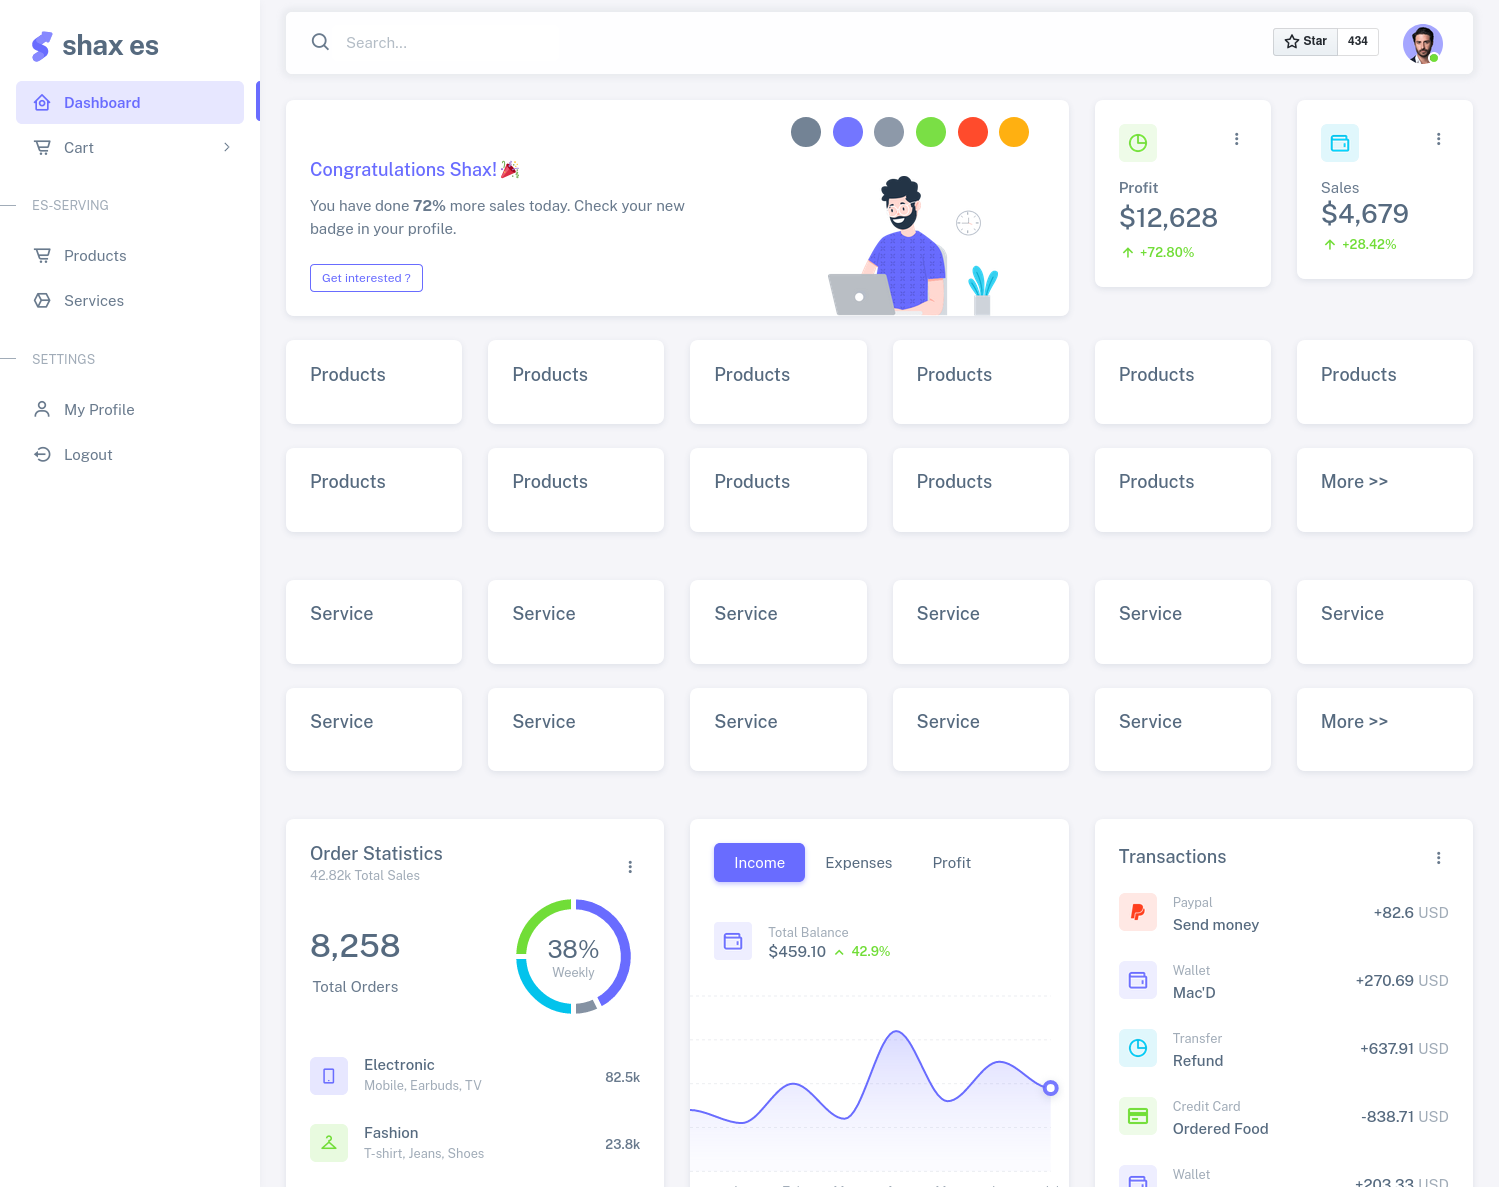 shax es
Dashboard
Cart
ES-SERVING
Products
Services
SETTINGS
My Profile
Logout
Search...
Star 434
Congratulations Shax!
You have done 72% more sales today. Check your new
badge in your profile.
Get interested ?
Profit
$12,628
+72.80%
Sales
$4,679
+28.42%
Products Products Products Products Products Products
Products Products Products Products Products More >>
Service Service Service Service Service Service
Service Service Service Service Service More >>
Order Statistics
42.82k Total Sales
8,258
Total Orders
38%
Weekly
Electronic
Mobile, Earbuds, TV
82.5k
Fashion
T-shirt, Jeans, Shoes
23.8k
Income Expenses Profit
Total Balance
$459.10 42.9%
Transactions
Paypal
Send money
+82.6 USD
Wallet
Mac'D
+270.69 USD
Transfer
Refund
+637.91 USD
Credit Card
Ordered Food
-838.71 USD
Wallet
+203.33 USD